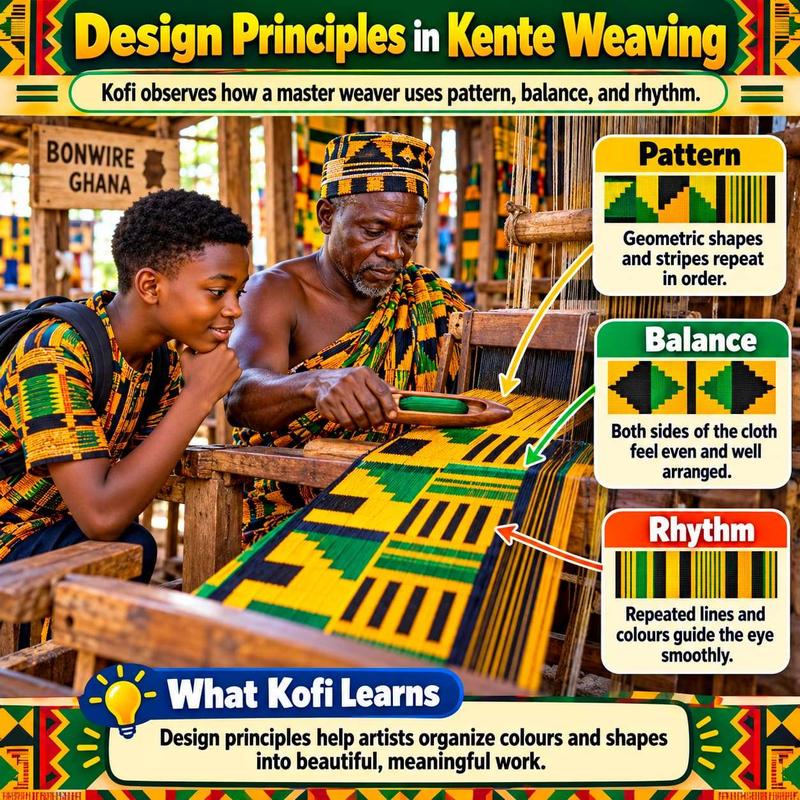 Design Principles in Kente Weaving
Kofi observes how a master weaver uses pattern, balance, and rhythm.
BONWIRE
GHANA
Pattern
Geometric shapes
and stripes repeat
in order.
Balance
Both sides of the cloth
feel even and well
arranged.
Rhythm
Repeated lines and
colours guide the eye
smoothly.
What Kofi Learns
Design principles help artists organize colours and shapes
into beautiful, meaningful work.